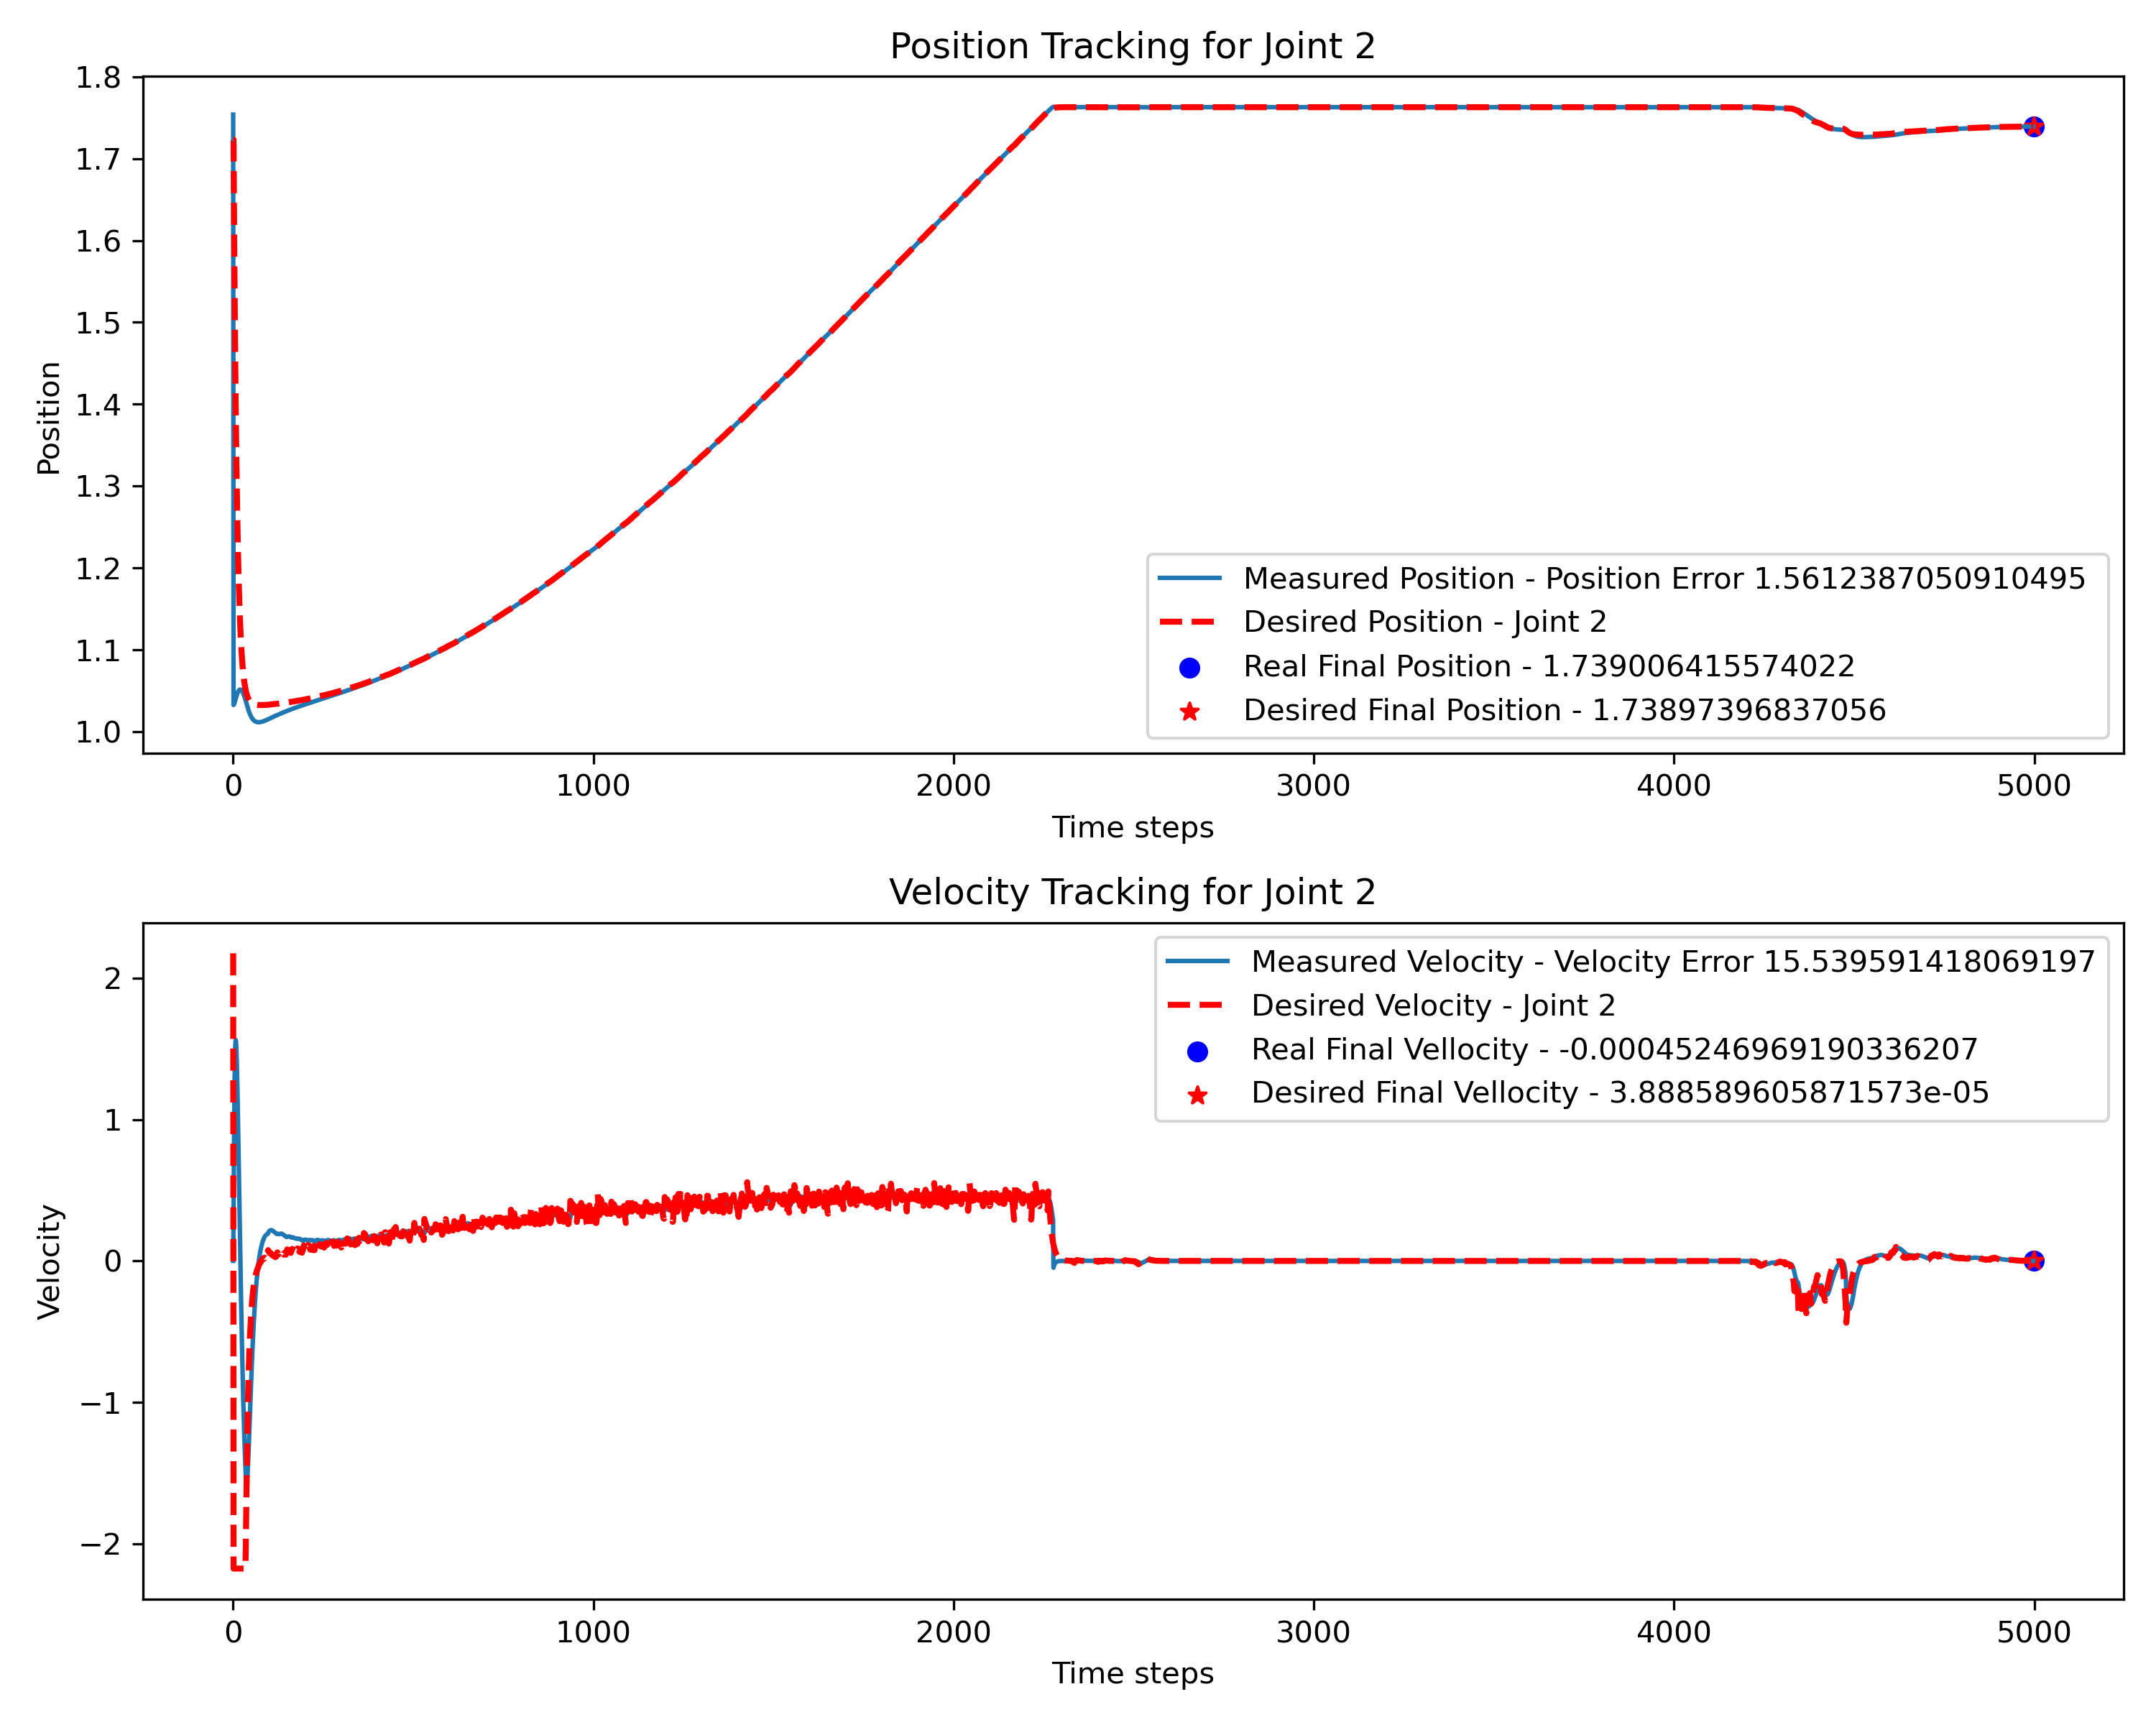 Position Tracking for Joint 2
1.8
1.7
1.6
1.5
1.4
1.3
1.2
1.1
1.0
Position
Measured Position - Position Error 1.5612387050910495
Desired Position - Joint 2
Real Final Position - 1.739006415574022
Desired Final Position - 1.73897396837056
0 1000 2000 3000 4000 5000
Time steps
Velocity Tracking for Joint 2
2
1
0
−1
−2
Velocity
Measured Velocity - Velocity Error 15.539591418069197
Desired Velocity - Joint 2
Real Final Vellocity - -0.00045246969190336207
Desired Final Vellocity - 3.888589605871573e-05
0 1000 2000 3000 4000 5000
Time steps